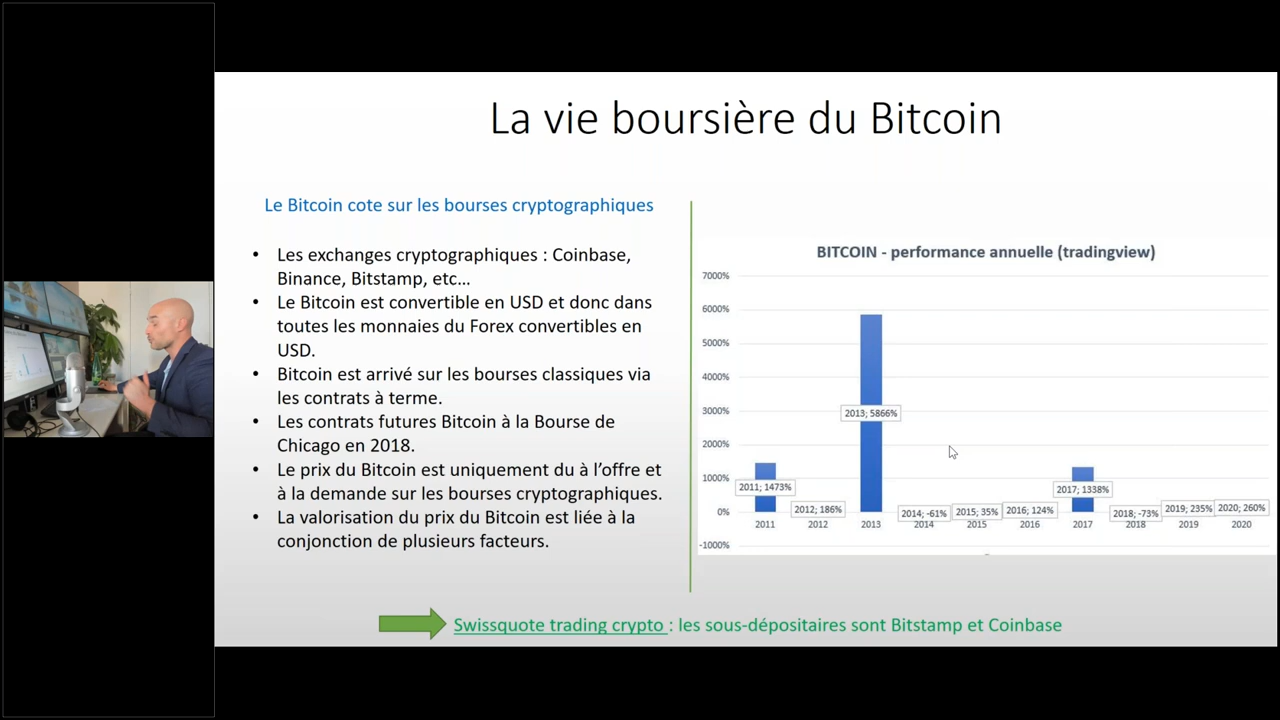 La vie boursière du Bitcoin
Le Bitcoin cote sur les bourses cryptographiques
• Les exchanges cryptographiques : Coinbase,
Binance, Bitstamp, etc...
• Le Bitcoin est convertible en USD et donc dans
toutes les monnaies du Forex convertibles en
USD.
• Bitcoin est arrivé sur les bourses classiques via
les contrats à terme.
• Les contrats futures Bitcoin à la Bourse de
Chicago en 2018.
• Le prix du Bitcoin est uniquement du à l'offre et
à la demande sur les bourses cryptographiques.
• La valorisation du prix du Bitcoin est liée à la
conjonction de plusieurs facteurs.
BITCOIN - performance annuelle (tradingview)
7000%
6000%
5000%
4000%
3000%
2000%
1000%
0%
-1000%
2011; 1473%
2012; 186%
2013; 5866%
2014; -61%
2015; 35%
2016; 124%
2017; 1338%
2018; -73%
2019; 235%
2020; 260%
2011 2012 2013 2014 2015 2016 2017 2018 2019 2020
Swissquote trading crypto : les sous-dépositaires sont Bitstamp et Coinbase